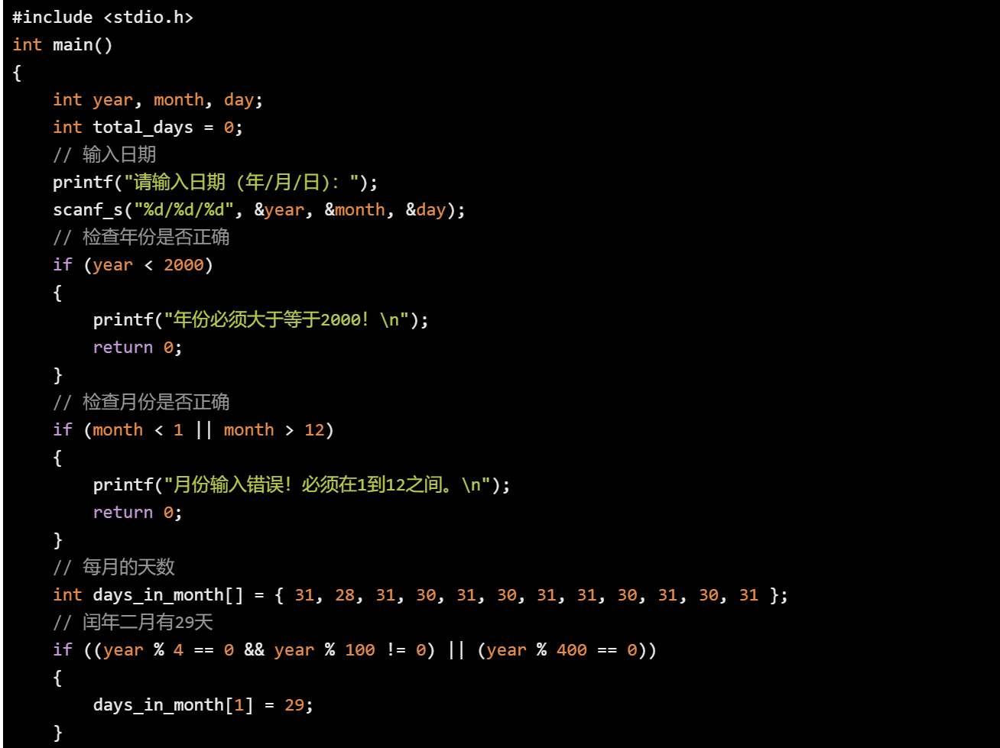 #include <stdio.h>
int main()
{
    int year, month, day;
    int total_days = 0;
    // 输入日期
    printf("请输入日期 (年/月/日)：");
    scanf_s("%d/%d/%d", &year, &month, &day);
    // 检查年份是否正确
    if (year < 2000)
    {
        printf("年份必须大于等于2000！\n");
        return 0;
    }
    // 检查月份是否正确
    if (month < 1 || month > 12)
    {
        printf("月份输入错误！必须在1到12之间。\n");
        return 0;
    }
    // 每月的天数
    int days_in_month[] = { 31, 28, 31, 30, 31, 30, 31, 31, 30, 31, 30, 31 };
    // 闰年二月有29天
    if ((year % 4 == 0 && year % 100 != 0) || (year % 400 == 0))
    {
        days_in_month[1] = 29;
    }